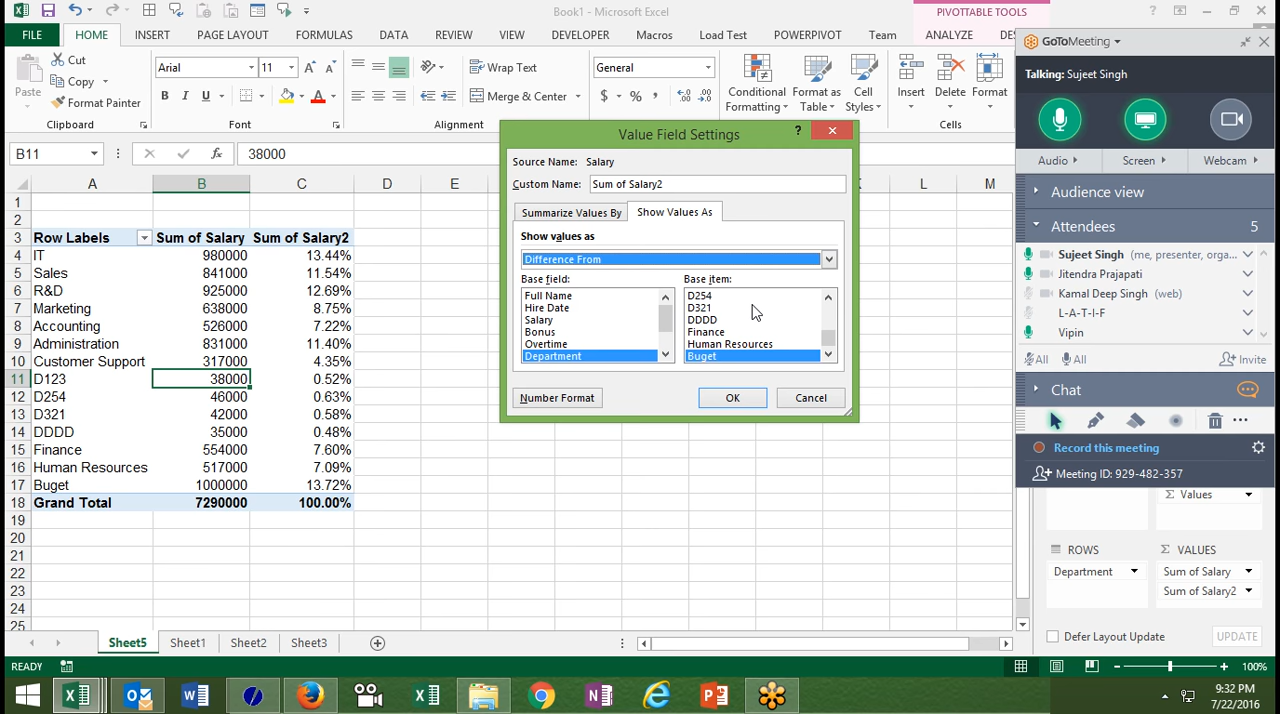 Book1 - Microsoft Excel
PIVOTTABLE TOOLS
FILE HOME INSERT PAGE LAYOUT FORMULAS DATA REVIEW VIEW DEVELOPER Macros Load Test POWERPIVOT Team ANALYZE
Paste
Cut
Copy
Format Painter
Clipboard
Arial 11
B I U
Font
Wrap Text
Merge & Center
Alignment
General
$ % ,
Conditional Formatting
Format as Table
Cell Styles
Insert Delete Format
Cells
B11 38000
A B C D E L M
1
2
3 Row Labels Sum of Salary Sum of Salary2
4 IT 980000 13.44%
5 Sales 841000 11.54%
6 R&D 925000 12.69%
7 Marketing 638000 8.75%
8 Accounting 526000 7.22%
9 Administration 831000 11.40%
10 Customer Support 317000 4.35%
11 D123 38000 0.52%
12 D254 46000 0.63%
13 D321 42000 0.58%
14 DDDD 35000 0.48%
15 Finance 554000 7.60%
16 Human Resources 517000 7.09%
17 Buget 1000000 13.72%
18 Grand Total 7290000 100.00%
19
20
21
22
23
24
25
Value Field Settings
Source Name: Salary
Custom Name: Sum of Salary2
Summarize Values By Show Values As
Show values as
Difference From
Base field: Base item:
Full Name D254
Hire Date D321
Salary DDDD
Bonus Finance
Overtime Human Resources
Department Buget
Number Format OK Cancel
GoToMeeting
Talking: Sujeet Singh
Audio Screen Webcam
Audience view
Attendees 5
Sujeet Singh (me, presenter, orga...
Jitendra Prajapati
Kamal Deep Singh (web)
L-A-T-I-F
Vipin
All All Invite
Chat
Record this meeting
Meeting ID: 929-482-357
Σ Values
ROWS Σ VALUES
Department Sum of Salary
Sum of Salary2
Defer Layout Update UPDATE
Sheet5 Sheet1 Sheet2 Sheet3
READY
100%
9:32 PM
7/22/2016